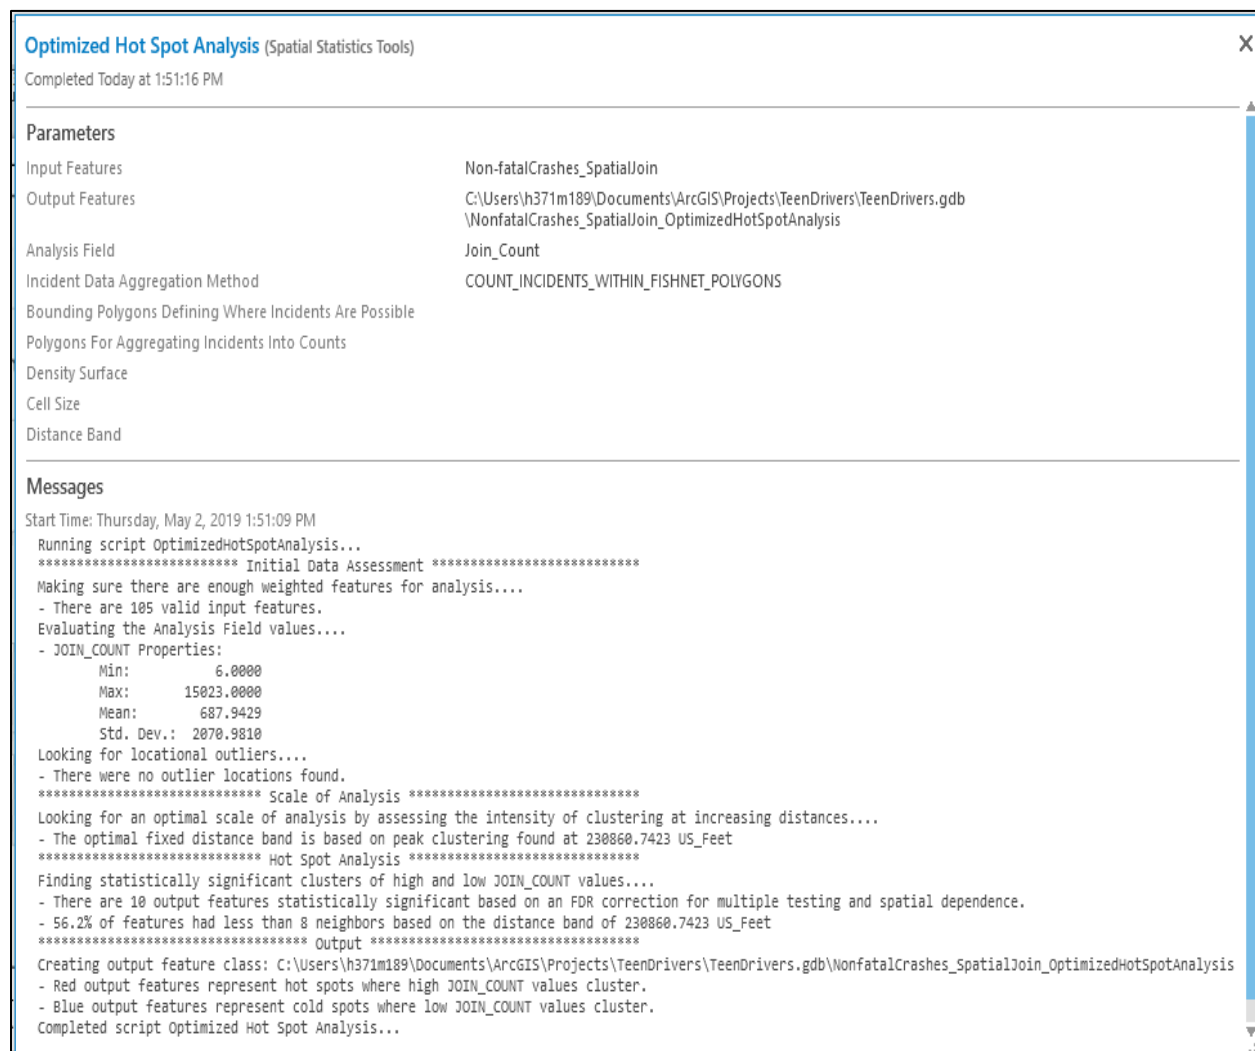 Optimized Hot Spot Analysis (Spatial Statistics Tools)
X
Completed Today at 1:51:16 PM
Parameters
Input Features Non-fatalCrashes_SpatialJoin
Output Features C:\Users\h371m189\Documents\ArcGIS\Projects\TeenDrivers\TeenDrivers.gdb
\NonfatalCrashes_SpatialJoin_OptimizedHotSpotAnalysis
Analysis Field Join_Count
Incident Data Aggregation Method COUNT_INCIDENTS_WITHIN_FISHNET_POLYGONS
Bounding Polygons Defining Where Incidents Are Possible
Polygons For Aggregating Incidents Into Counts
Density Surface
Cell Size
Distance Band
Messages
Start Time: Thursday, May 2, 2019 1:51:09 PM
Running script OptimizedHotSpotAnalysis...
************************** Initial Data Assessment ***************************
Making sure there are enough weighted features for analysis....
- There are 105 valid input features.
Evaluating the Analysis Field values....
- JOIN_COUNT Properties:
Min: 6.0000
Max: 15023.0000
Mean: 687.9429
Std. Dev.: 2070.9810
Looking for locational outliers....
- There were no outlier locations found.
***************************** Scale of Analysis ******************************
Looking for an optimal scale of analysis by assessing the intensity of clustering at increasing distances....
- The optimal fixed distance band is based on peak clustering found at 230860.7423 US_Feet
***************************** Hot Spot Analysis ******************************
Finding statistically significant clusters of high and low JOIN_COUNT values....
- There are 10 output features statistically significant based on an FDR correction for multiple testing and spatial dependence.
- 56.2% of features had less than 8 neighbors based on the distance band of 230860.7423 US_Feet
*********************************** Output ***********************************
Creating output feature class: C:\Users\h371m189\Documents\ArcGIS\Projects\TeenDrivers\TeenDrivers.gdb\NonfatalCrashes_SpatialJoin_OptimizedHotSpotAnalysis
- Red output features represent hot spots where high JOIN_COUNT values cluster.
- Blue output features represent cold spots where low JOIN_COUNT values cluster.
Completed script Optimized Hot Spot Analysis...